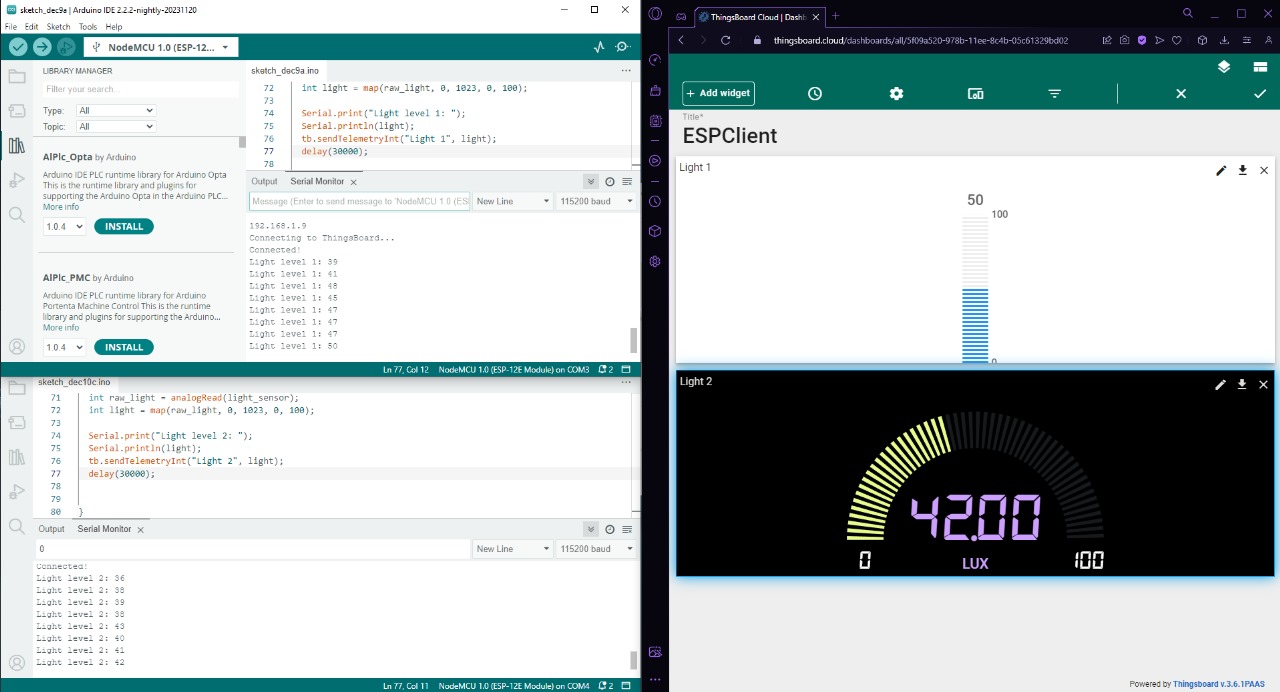 sketch_dec9a | Arduino IDE 2.2.2-nightly-20231120
File Edit Sketch Tools Help
NodeMCU 1.0 (ESP-12...
LIBRARY MANAGER
Filter your search...
Type: All
Topic: All
AIPlc_Opta by Arduino
Arduino IDE PLC runtime library for Arduino Opta
This is the runtime library and plugins for
supporting the Arduino Opta in the Arduino PLC...
More info
1.0.4 INSTALL
AIPlc_PMC by Arduino
Arduino IDE PLC runtime library for Arduino
Portenta Machine Control This is the runtime
library and plugins for supporting the Arduino...
More info
1.0.4 INSTALL
sketch_dec9a.ino
72 int light = map(raw_light, 0, 1023, 0, 100);
73
74 Serial.print("Light level 1: ");
75 Serial.println(light);
76 tb.sendTelemetryInt("Light 1", light);
77 delay(30000);
78
Output Serial Monitor
Message (Enter to send message to 'NodeMCU 1.0 (ESP New Line 115200 baud
192.168.1.9
Connecting to ThingsBoard...
Connected!
Light level 1: 39
Light level 1: 41
Light level 1: 48
Light level 1: 45
Light level 1: 47
Light level 1: 47
Light level 1: 47
Light level 1: 50
Ln 77, Col 12 NodeMCU 1.0 (ESP-12E Module) on COM3 2
sketch_dec10c.ino
71 int raw_light = analogRead(light_sensor);
72 int light = map(raw_light, 0, 1023, 0, 100);
73
74 Serial.print("Light level 2: ");
75 Serial.println(light);
76 tb.sendTelemetryInt("Light 2", light);
77 delay(30000);
78
79
80 }
Output Serial Monitor
0 New Line 115200 baud
Connected!
Light level 2: 36
Light level 2: 38
Light level 2: 39
Light level 2: 38
Light level 2: 43
Light level 2: 40
Light level 2: 41
Light level 2: 42
Ln 77, Col 11 NodeMCU 1.0 (ESP-12E Module) on COM4 2
ThingsBoard Cloud | Dashb
thingsboard.cloud/dashboards/all/5f09a520-978b-11ee-8c4b-05c61329bd02
+ Add widget
Title*
ESPClient
Light 1
50
100
0
Light 2
42.00
0 LUX 100
Powered by Thingsboard v.3.6.1PAAS